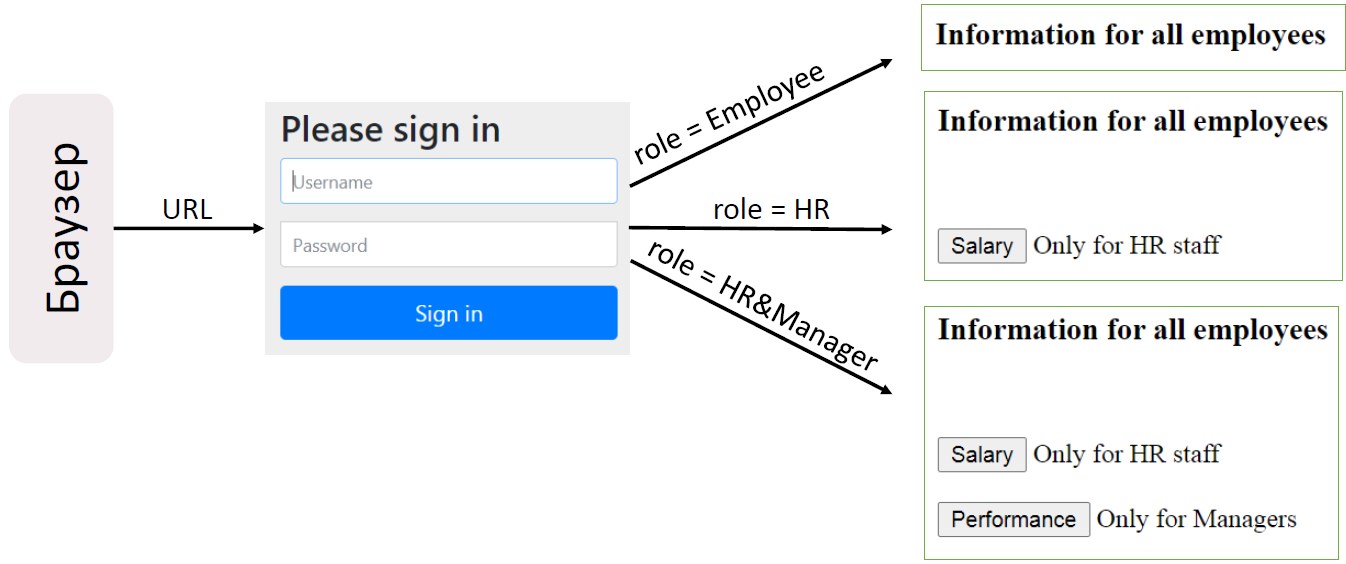 Браузер
URL
Please sign in
Username
Password
Sign in
role = Employee
role = HR
role = HR&Manager
Information for all employees
Information for all employees
Salary Only for HR staff
Information for all employees
Salary Only for HR staff
Performance Only for Managers